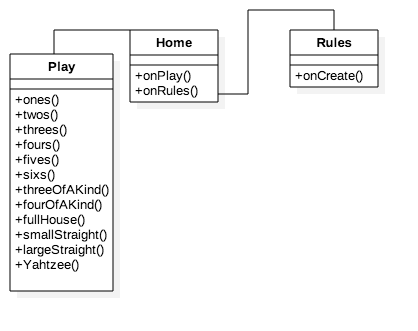 Home
+onPlay()
+onRules()
Rules
+onCreate()
Play
+ones()
+twos()
+threes()
+fours()
+fives()
+sixs()
+threeOfAKind()
+fourOfAKind()
+fullHouse()
+smallStraight()
+largeStraight()
+Yahtzee()